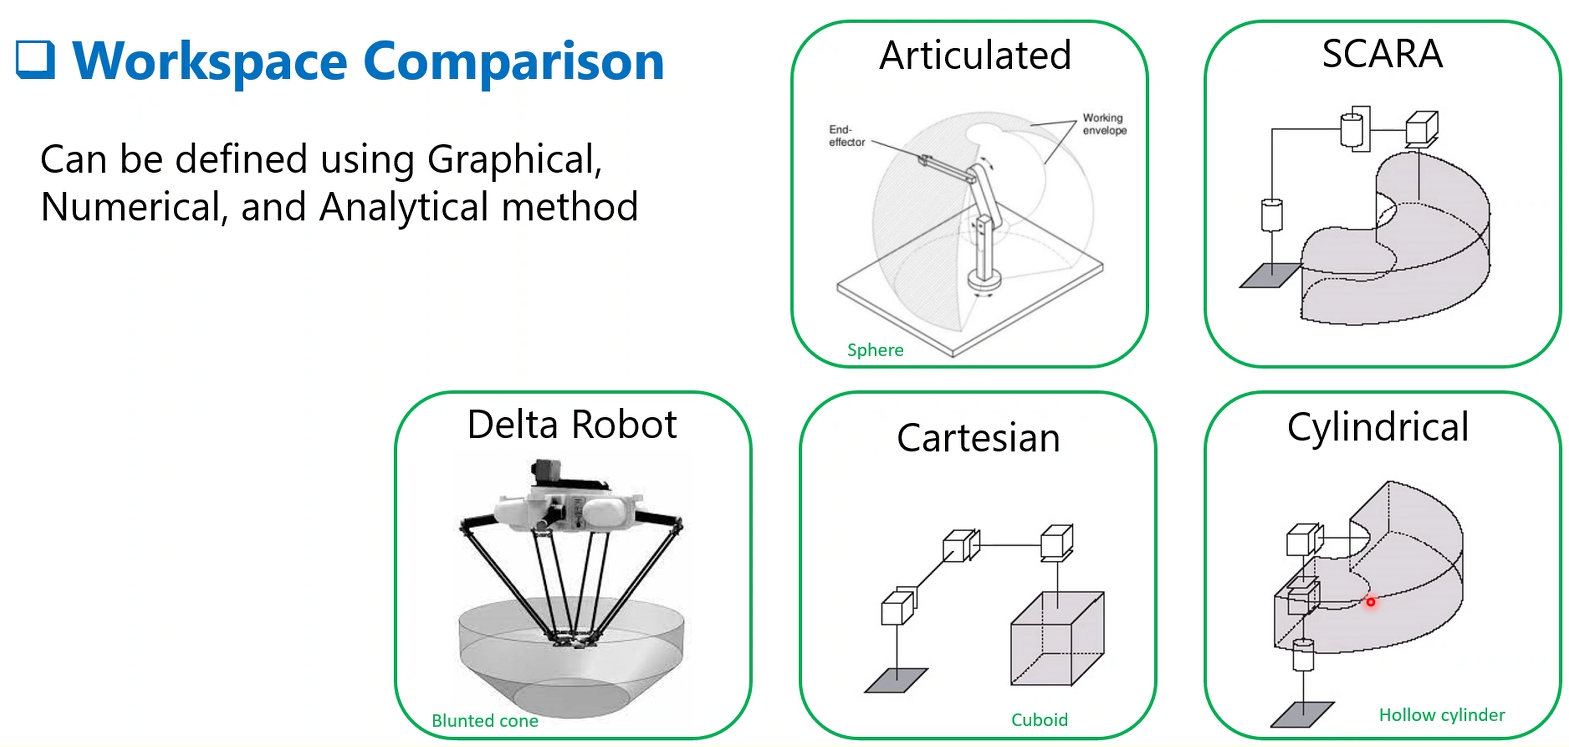 Workspace Comparison
Can be defined using Graphical,
Numerical, and Analytical method
Articulated
End-
effector
Working
envelope
Sphere
SCARA
Delta Robot
Blunted cone
Cartesian
Cuboid
Cylindrical
Hollow cylinder